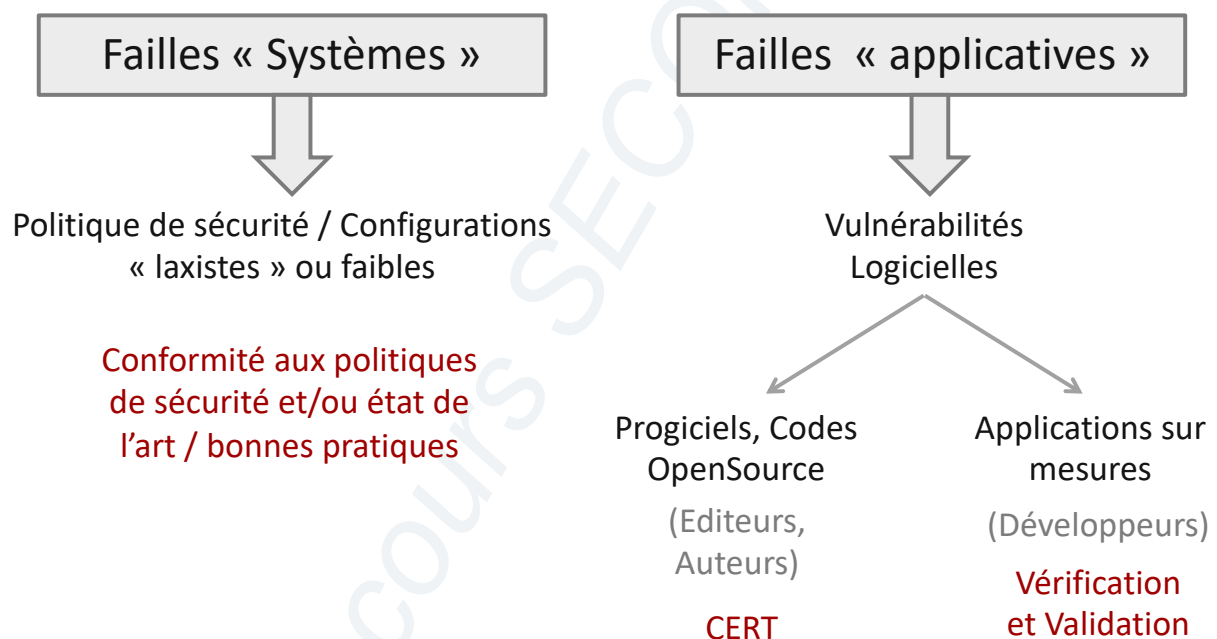 Failles « Systèmes »
Politique de sécurité / Configurations
« laxistes » ou faibles
Conformité aux politiques
de sécurité et/ou état de
l’art / bonnes pratiques
Failles « applicatives »
Vulnérabilités
Logicielles
Progiciels, Codes
OpenSource
(Editeurs,
Auteurs)
CERT
Applications sur
mesures
(Développeurs)
Vérification
et Validation
cours SECO